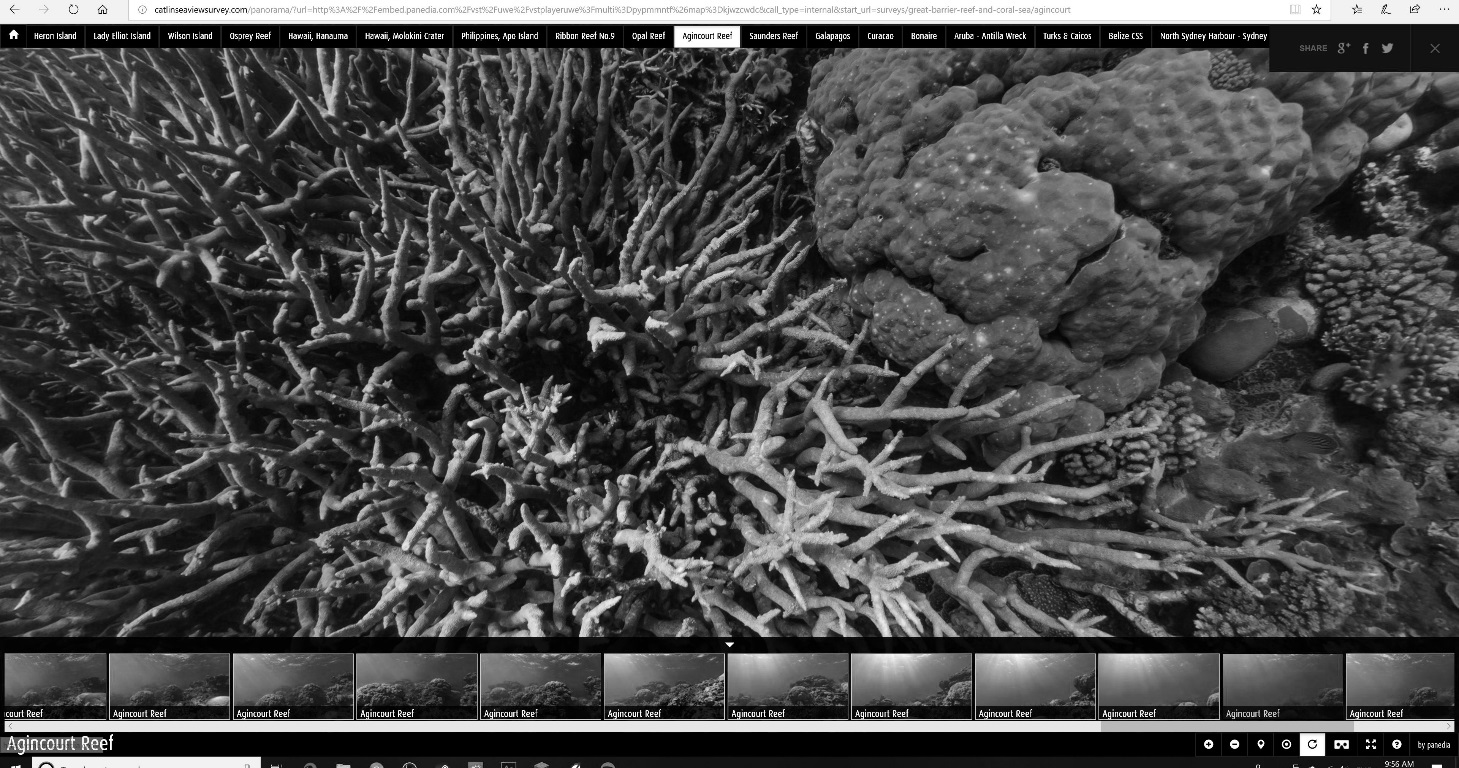 catlinseaviewsurvey.com/panorama/?url=http%3A%2F%2Fembed.panedia.com%2Fvst%2Fuwe%2Fvstplayeruwe%3Fmulti%3Dpypmmntf%26map%3Dkjwzcwdc&call_type=internal&start_url=surveys/great-barrier-reef-and-coral-sea/agincourt
Heron Island Lady Elliot Island Wilson Island Osprey Reef Hawaii, Hanauma Hawaii, Molokini Crater Philippines, Apo Island Ribbon Reef No.9 Opal Reef Agincourt Reef Saunders Reef Galapagos Curacao Bonaire Aruba - Antilla Wreck Turks & Caicos Belize CSS North Sydney Harbour - Sydney
SHARE g+ f
court Reef Agincourt Reef Agincourt Reef Agincourt Reef Agincourt Reef Agincourt Reef Agincourt Reef Agincourt Reef Agincourt Reef Agincourt Reef Agincourt Reef Agincourt Reef
Agincourt Reef
by panedia
9:56 AM